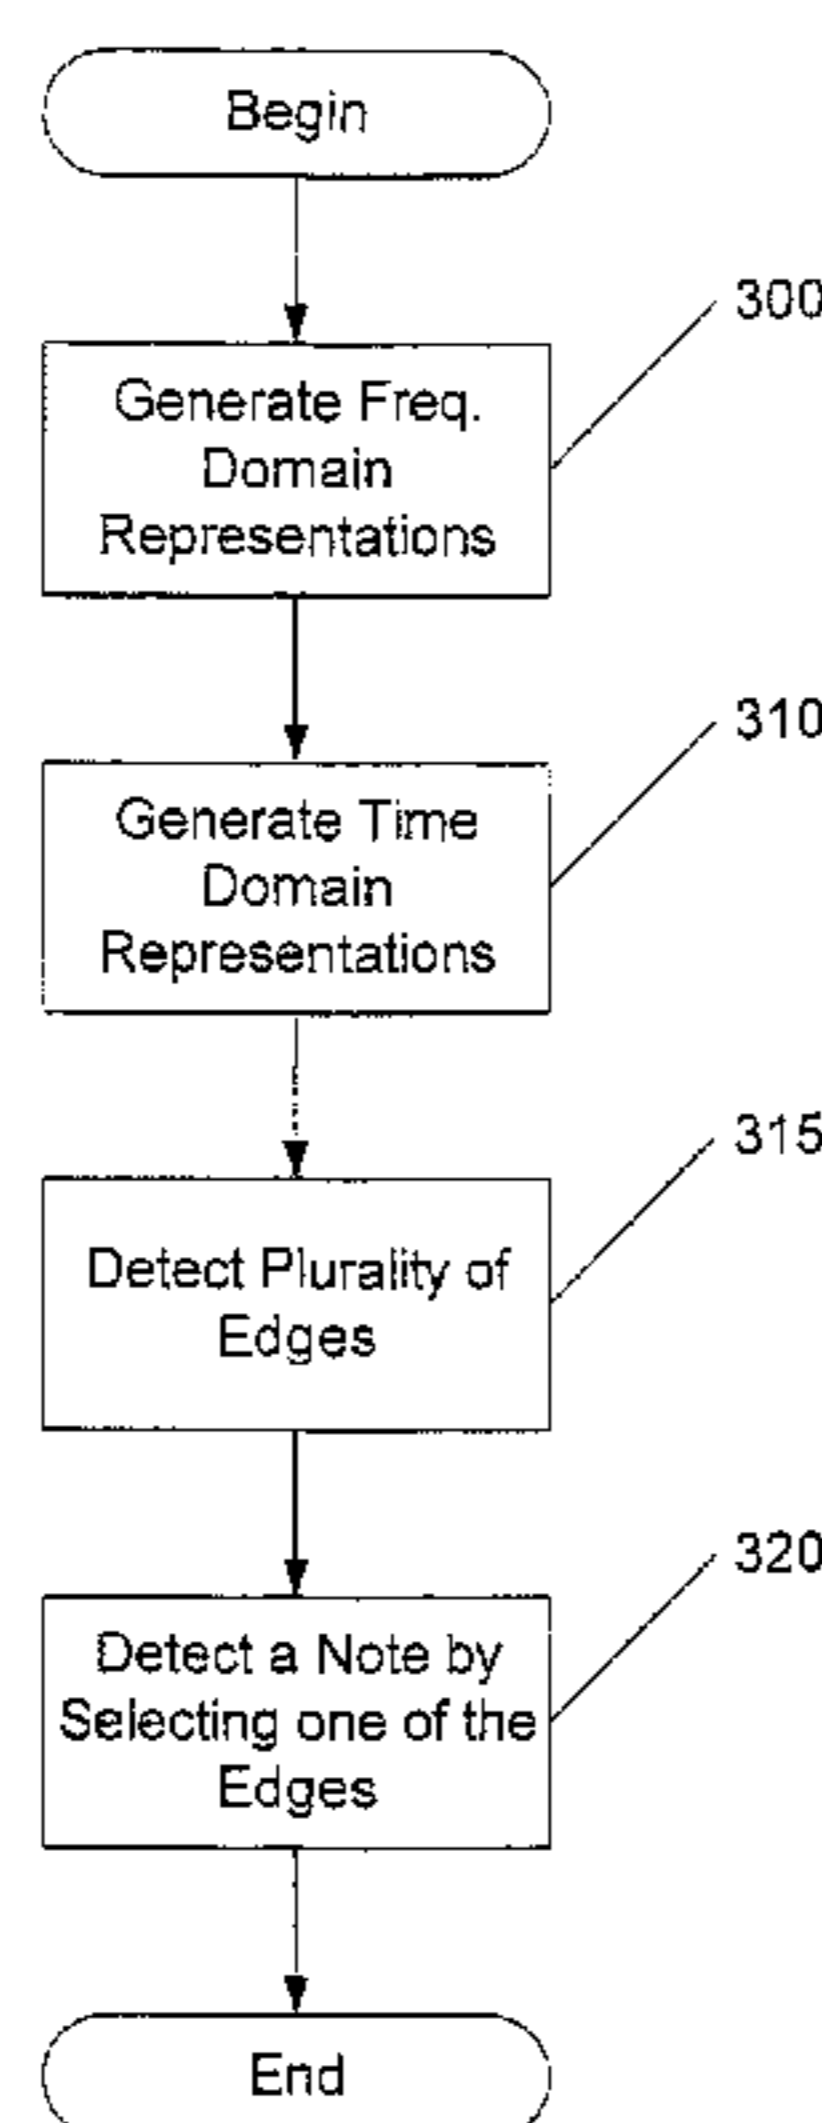 Begin
300
Generate Freq.
Domain
Representations
310
Generate Time
Domain
Representations
315
Detect Plurality of
Edges
320
Detect a Note by
Selecting one of the
Edges
End